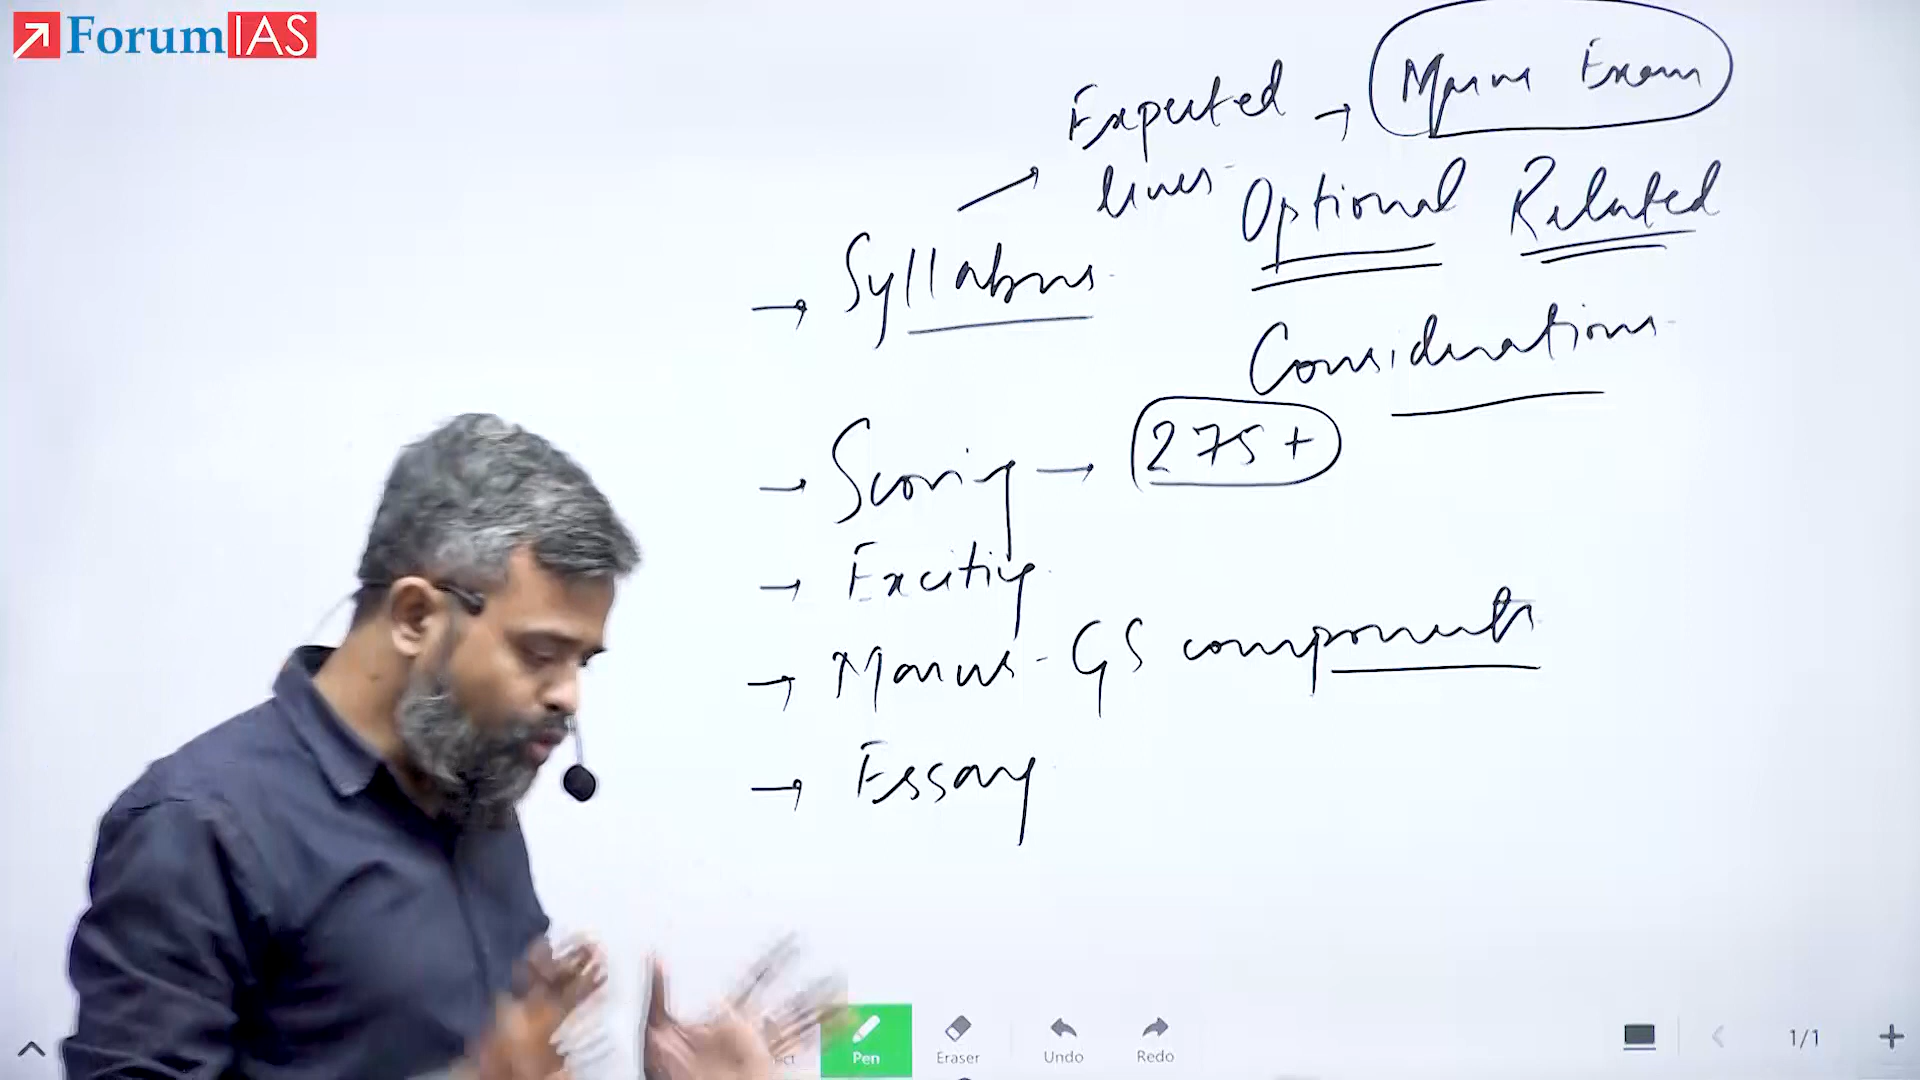 ForumIAS
Expected → Mains Exam
lines
Optional Related
Considerations
→ Syllabus
→ Scoring → 275+
→ Exciting
→ Mains - GS components
→ Essay
Pen
Eraser
Undo
Redo
1/1